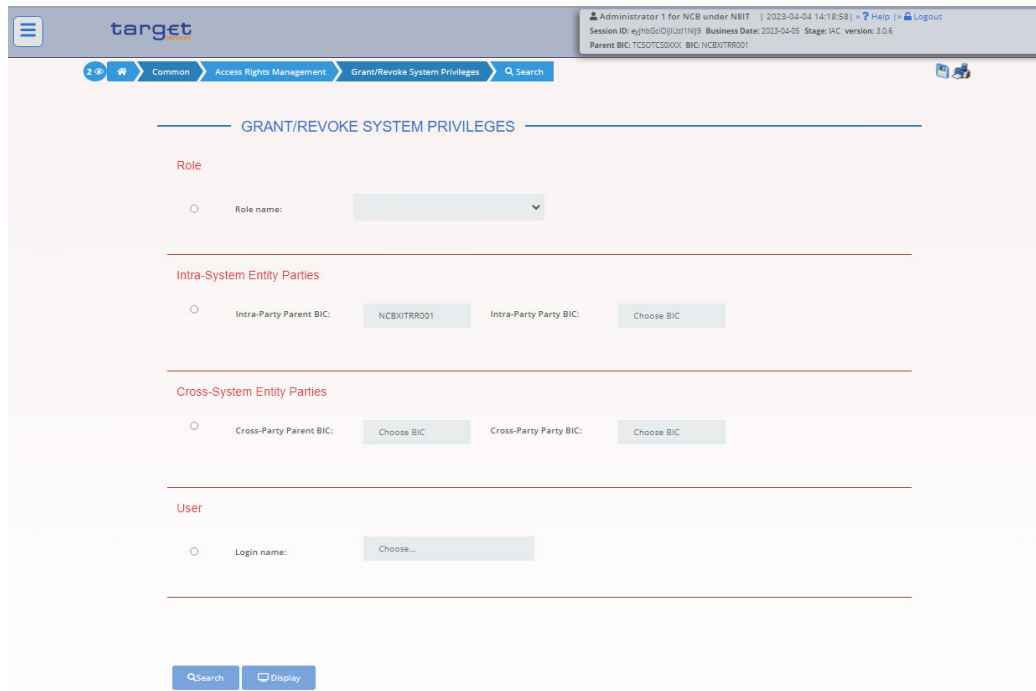 target
services
Administrator 1 for NCB under N8IT | 2023-04-04 14:18:58| » ? Help |» Logout
Session ID: eyJhbGciOiJIUzI1NiJ9 Business Date: 2023-04-05 Stage: IAC version: 3.0.6
Parent BIC: TCSOTCS0XXX BIC: NCBXITRR001
2 Common Access Rights Management Grant/Revoke System Privileges Search
GRANT/REVOKE SYSTEM PRIVILEGES
Role
Role name:
Intra-System Entity Parties
Intra-Party Parent BIC: NCBXITRR001 Intra-Party Party BIC: Choose BIC
Cross-System Entity Parties
Cross-Party Parent BIC: Choose BIC Cross-Party Party BIC: Choose BIC
User
Login name: Choose...
Search Display